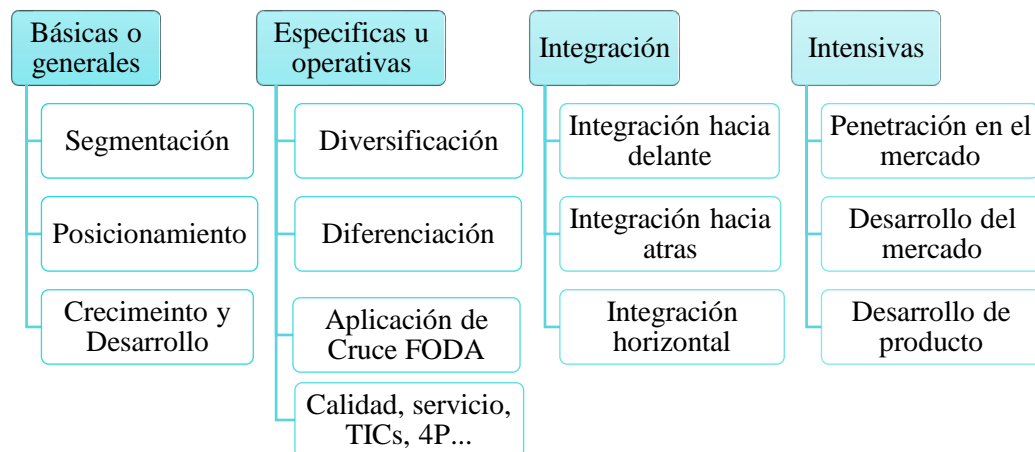 Básicas o
generales
Segmentación
Posicionamiento
Crecimeinto y
Desarrollo
Especificas u
operativas
Diversificación
Diferenciación
Aplicación de
Cruce FODA
Calidad, servicio,
TICs, 4P...
Integración
Integración hacia
delante
Integración hacia
atras
Integración
horizontal
Intensivas
Penetración en el
mercado
Desarrollo del
mercado
Desarrollo de
producto